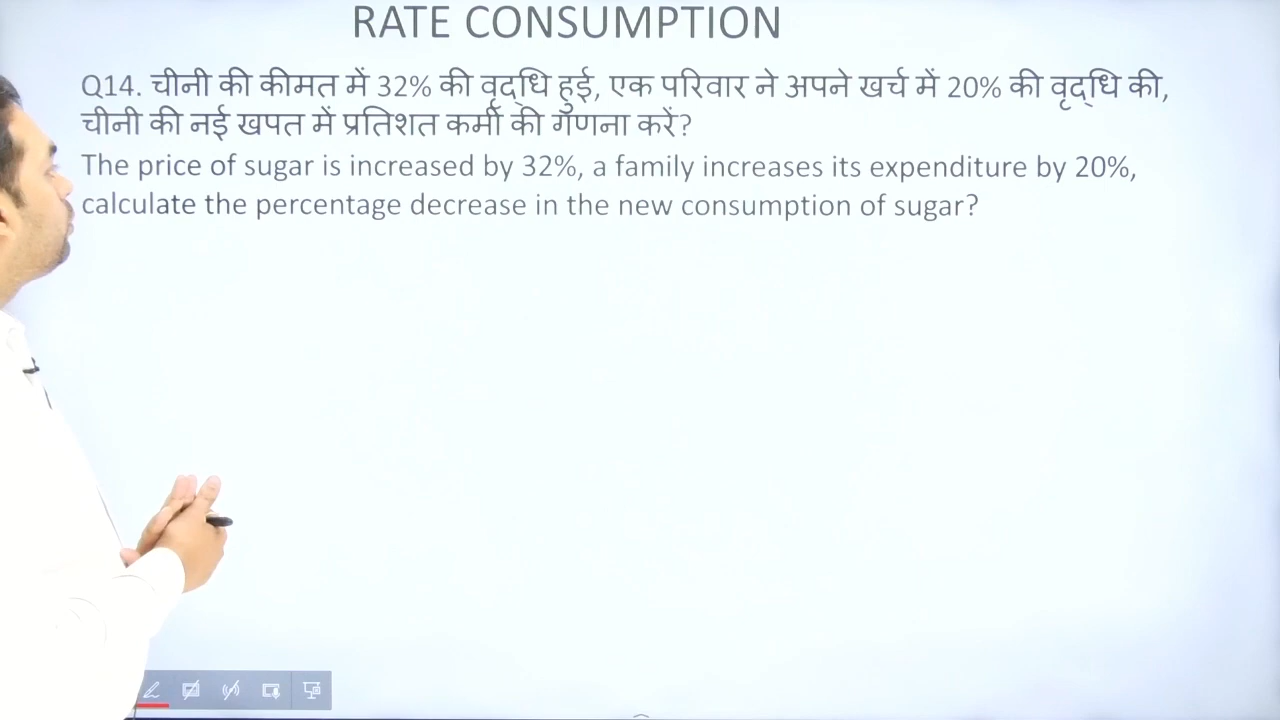 RATE CONSUMPTION
Q14. चीनी की कीमत में 32% की वृद्धि हुई, एक परिवार ने अपने खर्च में 20% की वृद्धि की,
चीनी की नई खपत में प्रतिशत कमी की गणना करें?
The price of sugar is increased by 32%, a family increases its expenditure by 20%,
calculate the percentage decrease in the new consumption of sugar?